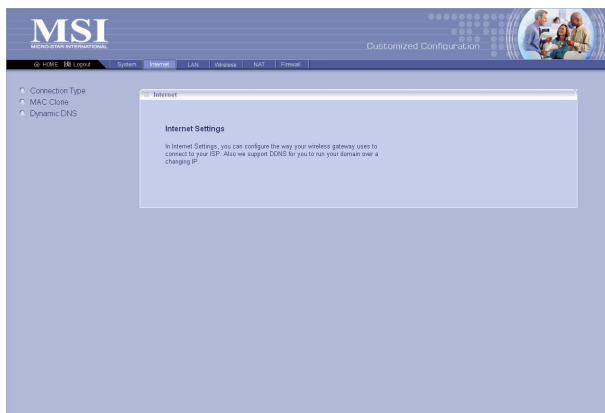 MSI
MICRO-STAR INTERNATIONAL
Customized Configuration
HOME Logout System Internet LAN Wireless NAT Firewall
Connection Type
MAC Clone
Dynamic DNS
Internet
Internet Settings
In Internet Settings, you can configure the way your wireless gateway uses to
connect to your ISP. Also we support DDNS for you to run your domain over a
changing IP.